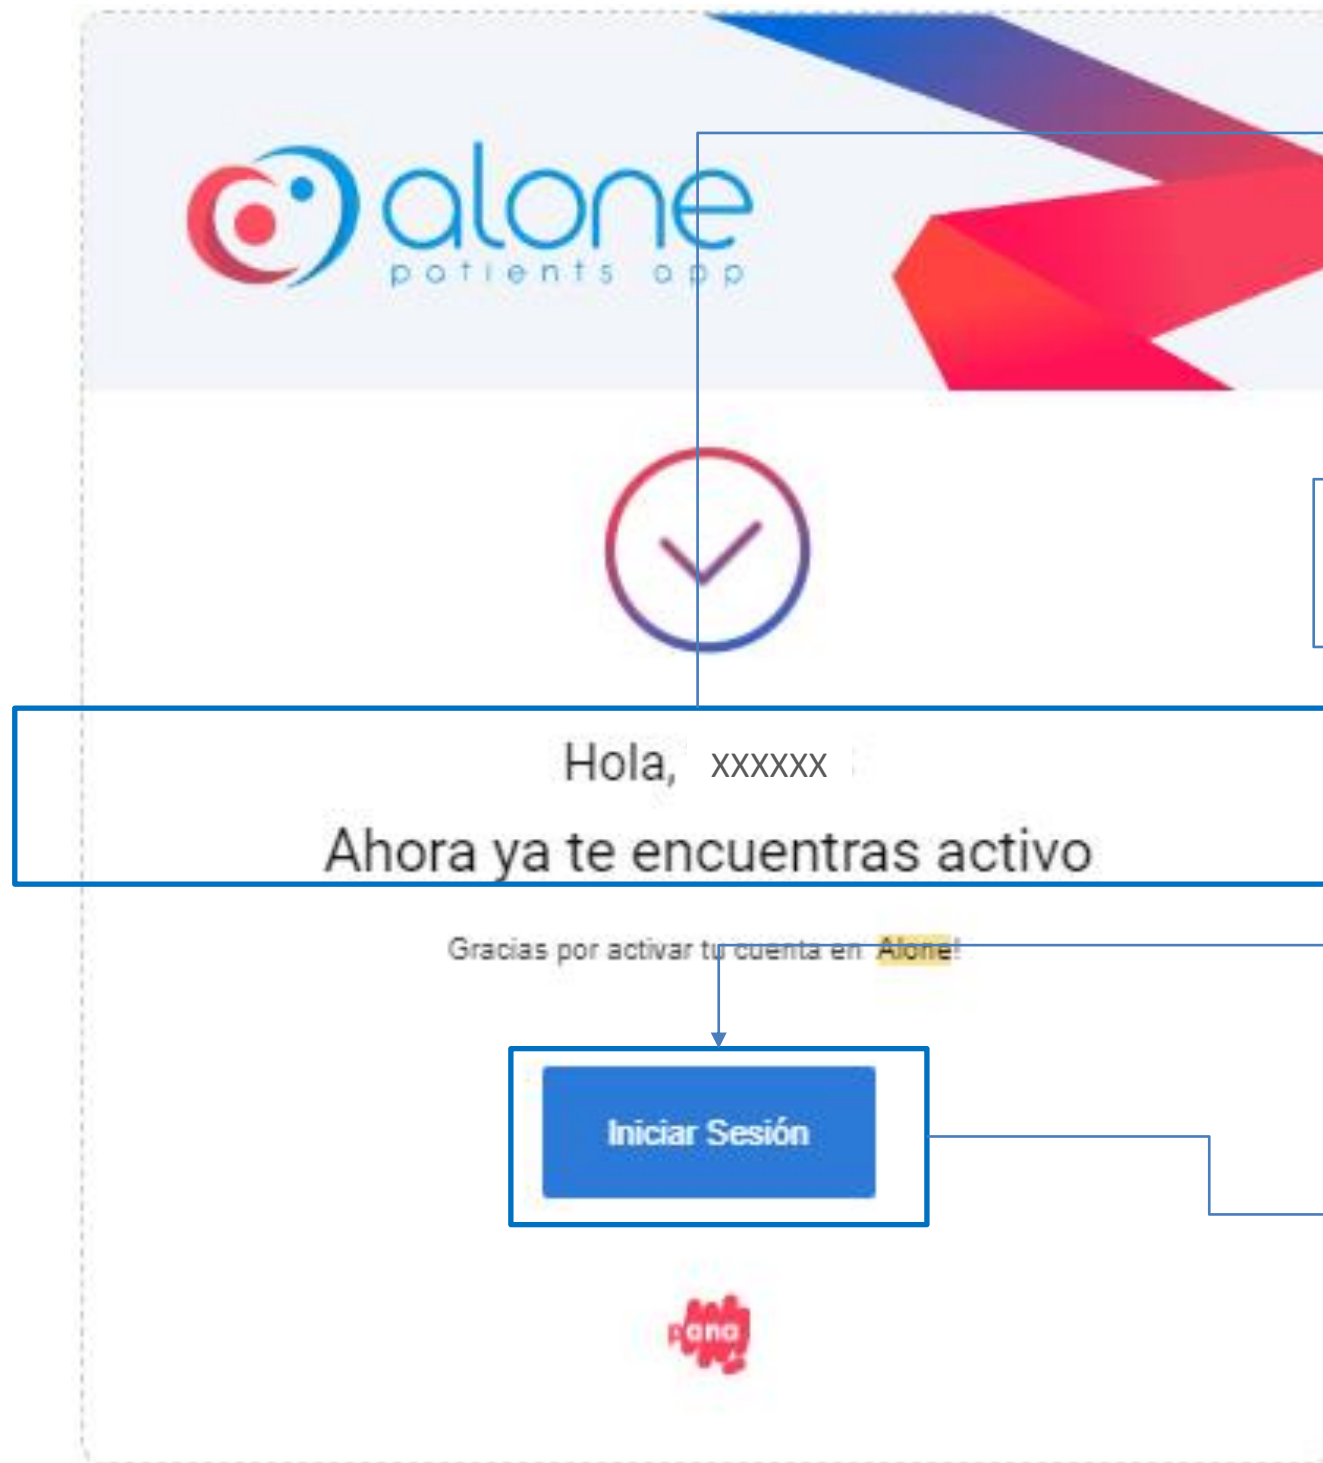 alone
patients app
Hola, xxxxxx
Ahora ya te encuentras activo
Gracias por activar tu cuenta en Alone!
Iniciar Sesión
pana